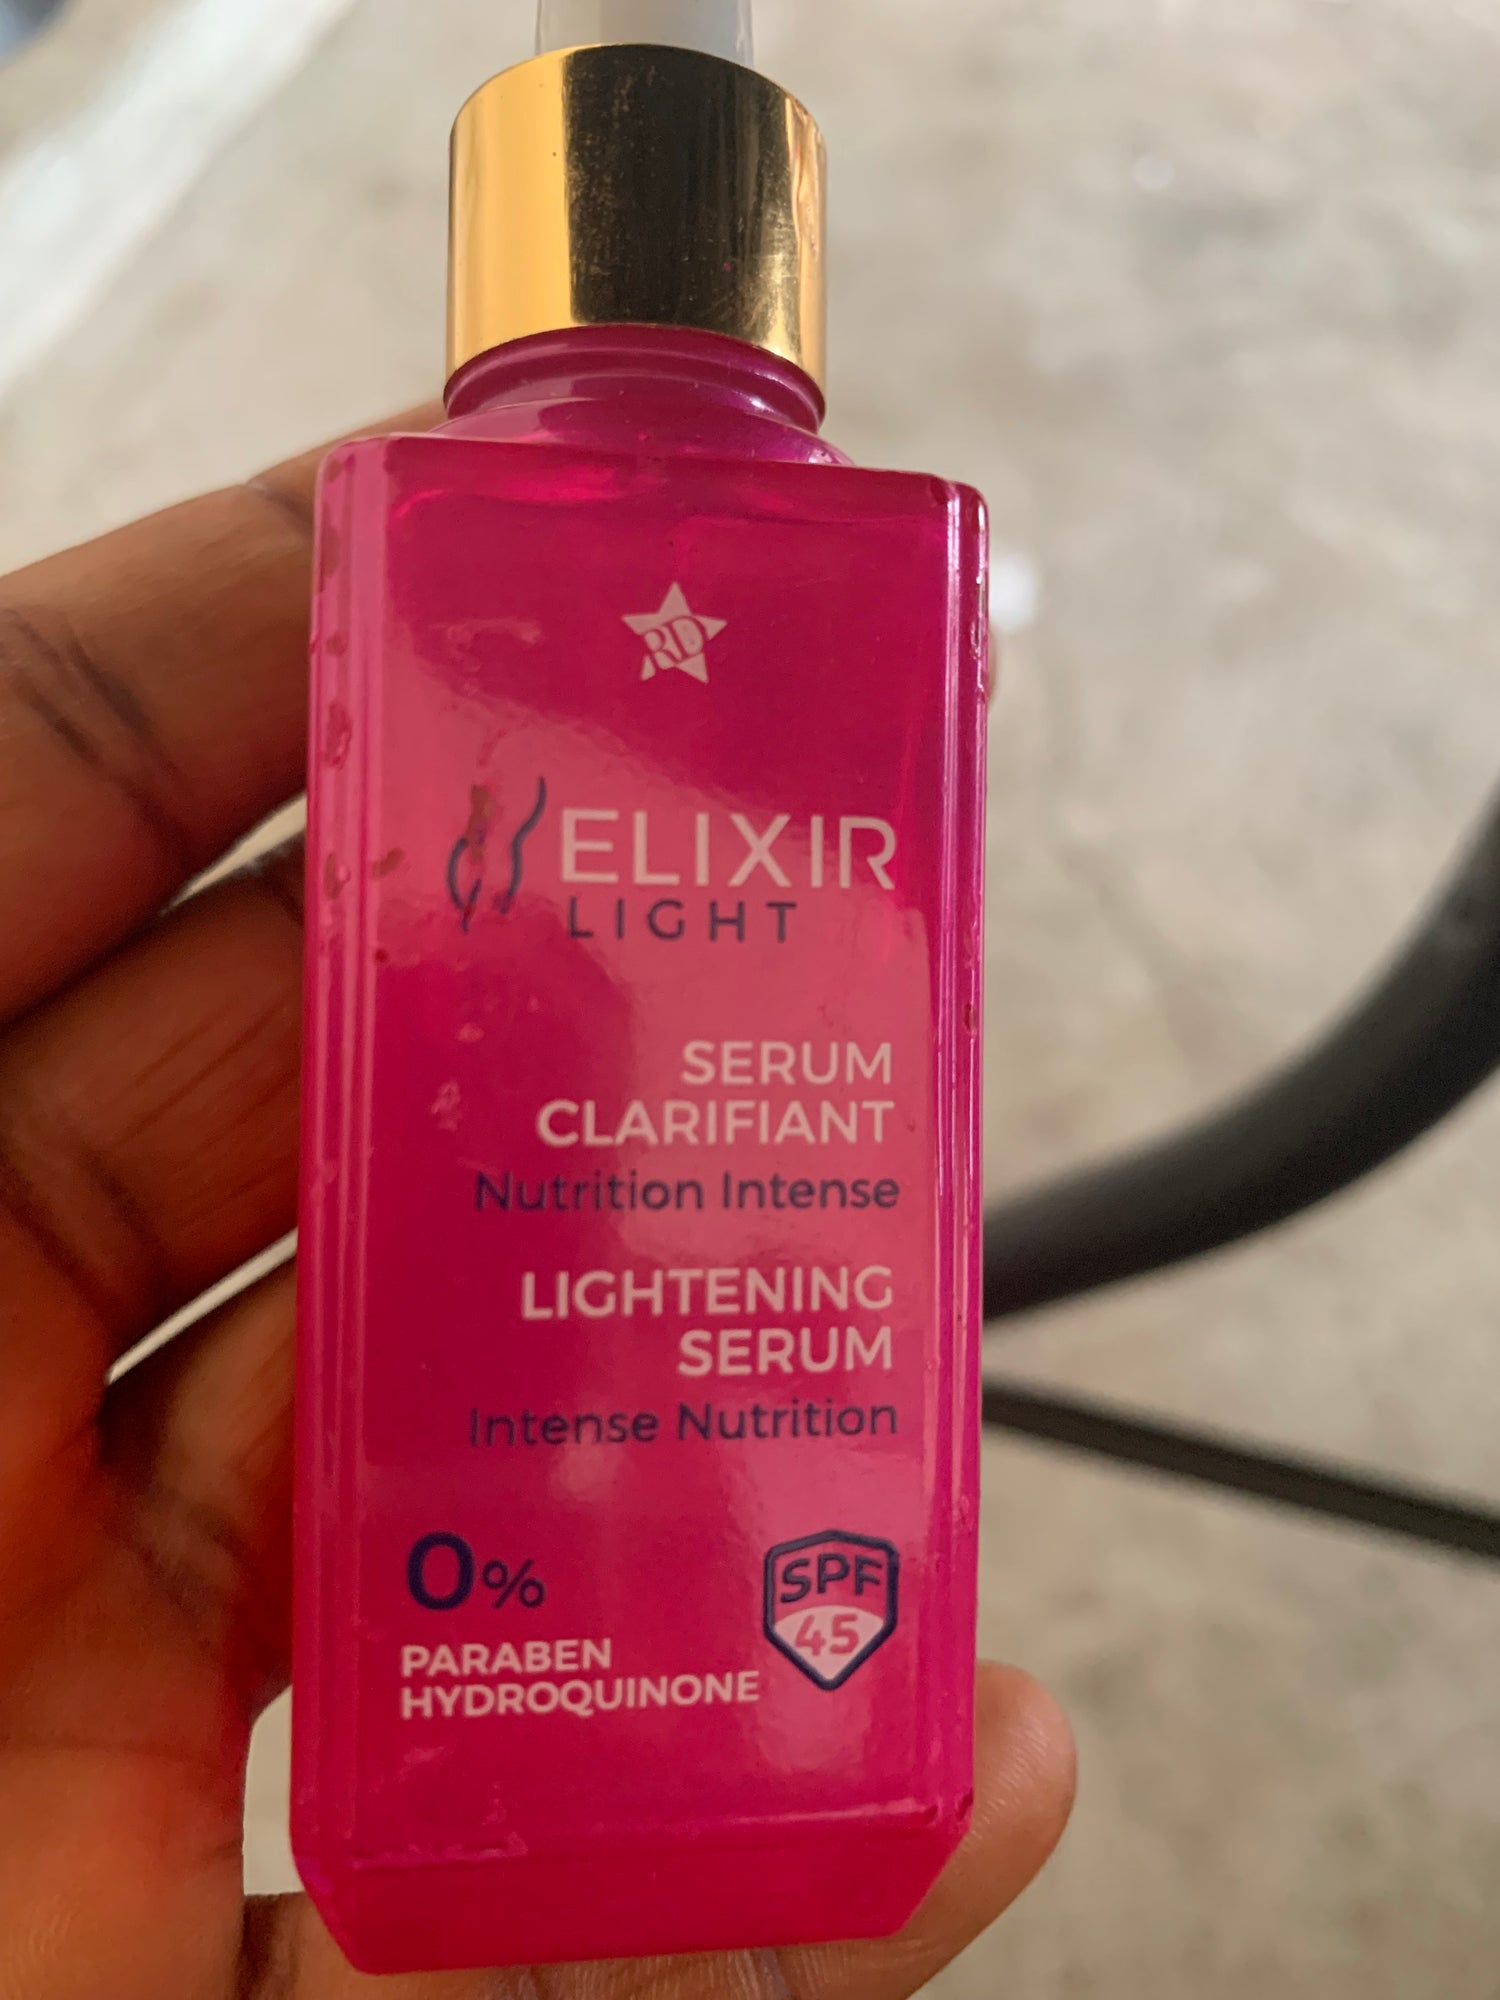 RD
ELIXIR
LIGHT
SERUM
CLARIFIANT
Nutrition Intense
LIGHTENING
SERUM
Intense Nutrition
0%
PARABEN
HYDROQUINONE
SPF
45